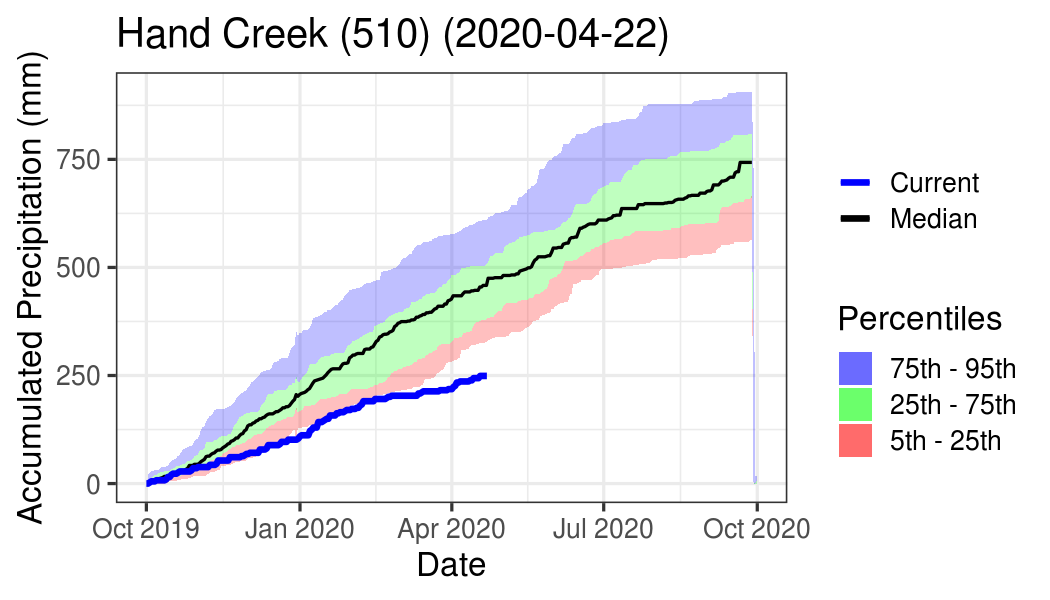 Hand Creek (510) (2020-04-22)
Accumulated Precipitation (mm)
750
500
250
0
Oct 2019
Jan 2020
Apr 2020
Jul 2020
Oct 2020
Date
Current
Median
Percentiles
75th - 95th
25th - 75th
5th - 25th